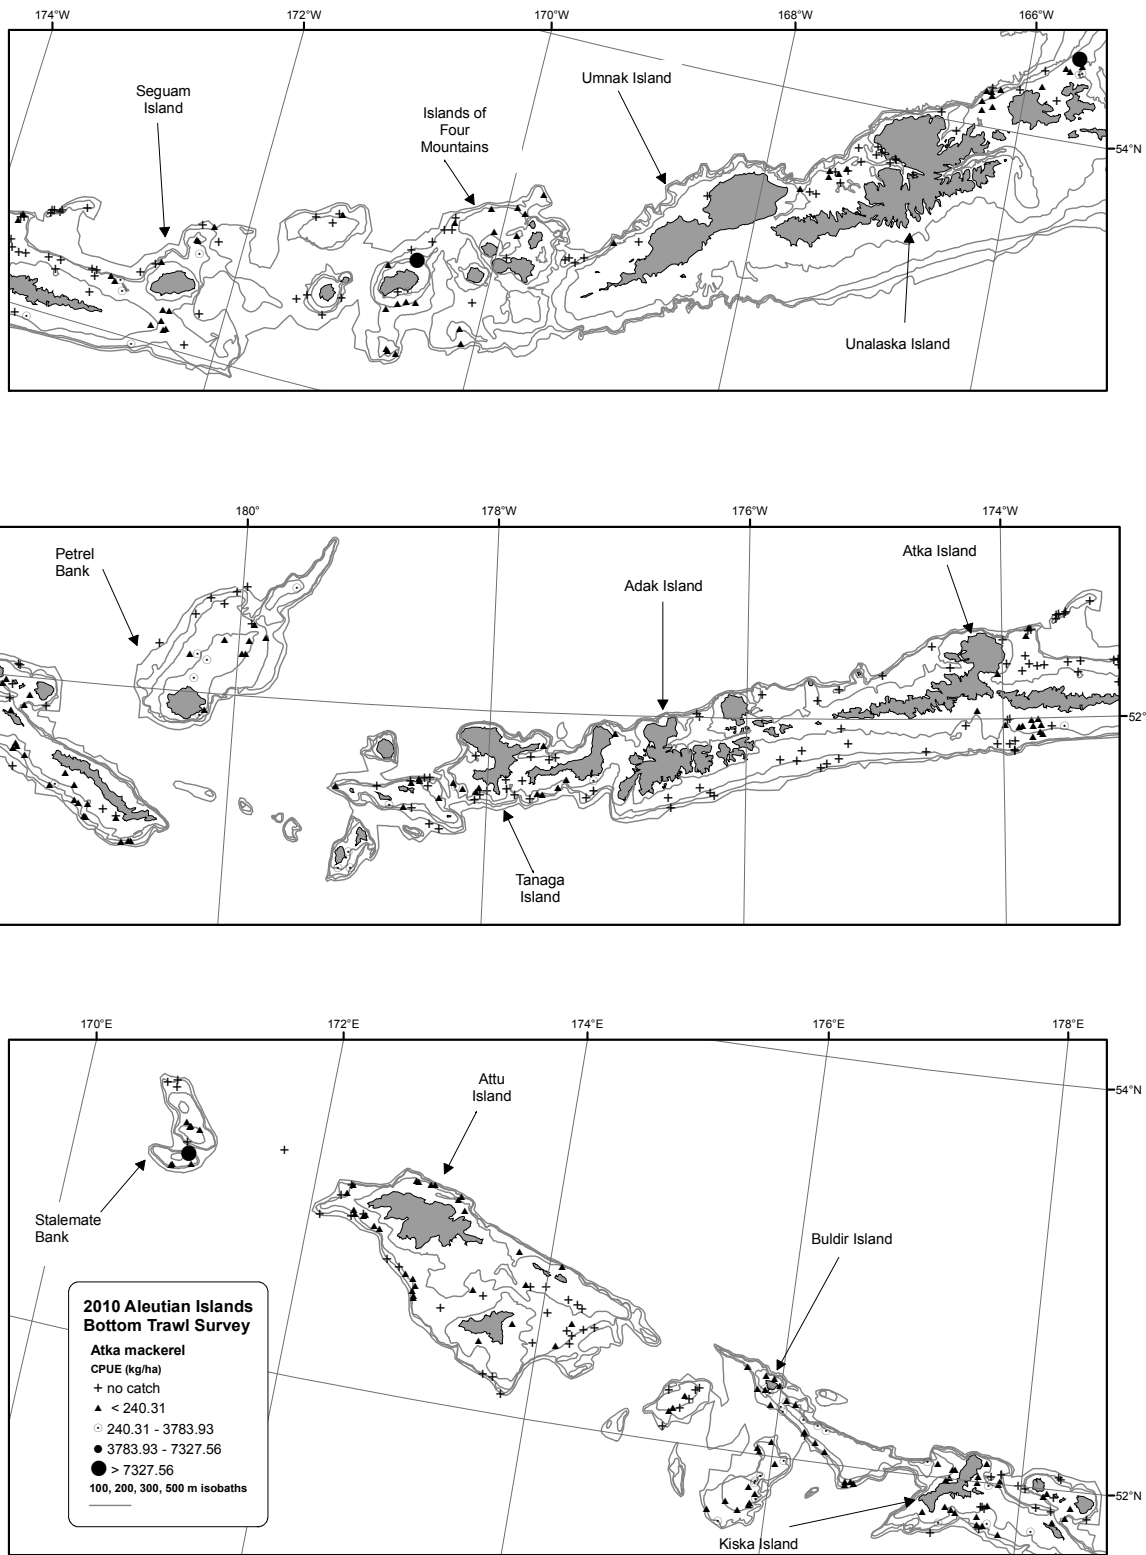 174°W 172°W 170°W 168°W 166°W
Seguam
Island
Islands of
Four
Mountains
Umnak Island
54°N
Unalaska Island
180° 178°W 176°W 174°W
Petrel
Bank
Adak Island
Atka Island
52°
Tanaga
Island
170°E 172°E 174°E 176°E 178°E
Attu
Island
54°N
Stalemate
Bank
Buldir Island
52°N
Kiska Island
2010 Aleutian Islands
Bottom Trawl Survey
Atka mackerel
CPUE (kg/ha)
no catch
< 240.31
240.31 - 3783.93
3783.93 - 7327.56
> 7327.56
100, 200, 300, 500 m isobaths